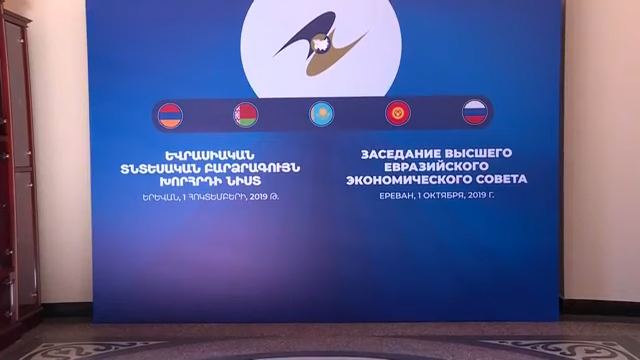 ԵՎՐԱՍԻԱԿԱՆ
ՏՆՏԵՍԱԿԱՆ ԲԱՐՁՐԱԳՈՒՅՆ
ԽՈՐՀՐԴԻ ՆԻՍՏ
ԵՐԵՎԱՆ, 1 ՀՈԿՏԵՄԲԵՐԻ, 2019 Թ.
ЗАСЕДАНИЕ ВЫСШЕГО
ЕВРАЗИЙСКОГО
ЭКОНОМИЧЕСКОГО СОВЕТА
ЕРЕВАН, 1 ОКТЯБРЯ, 2019 Г.